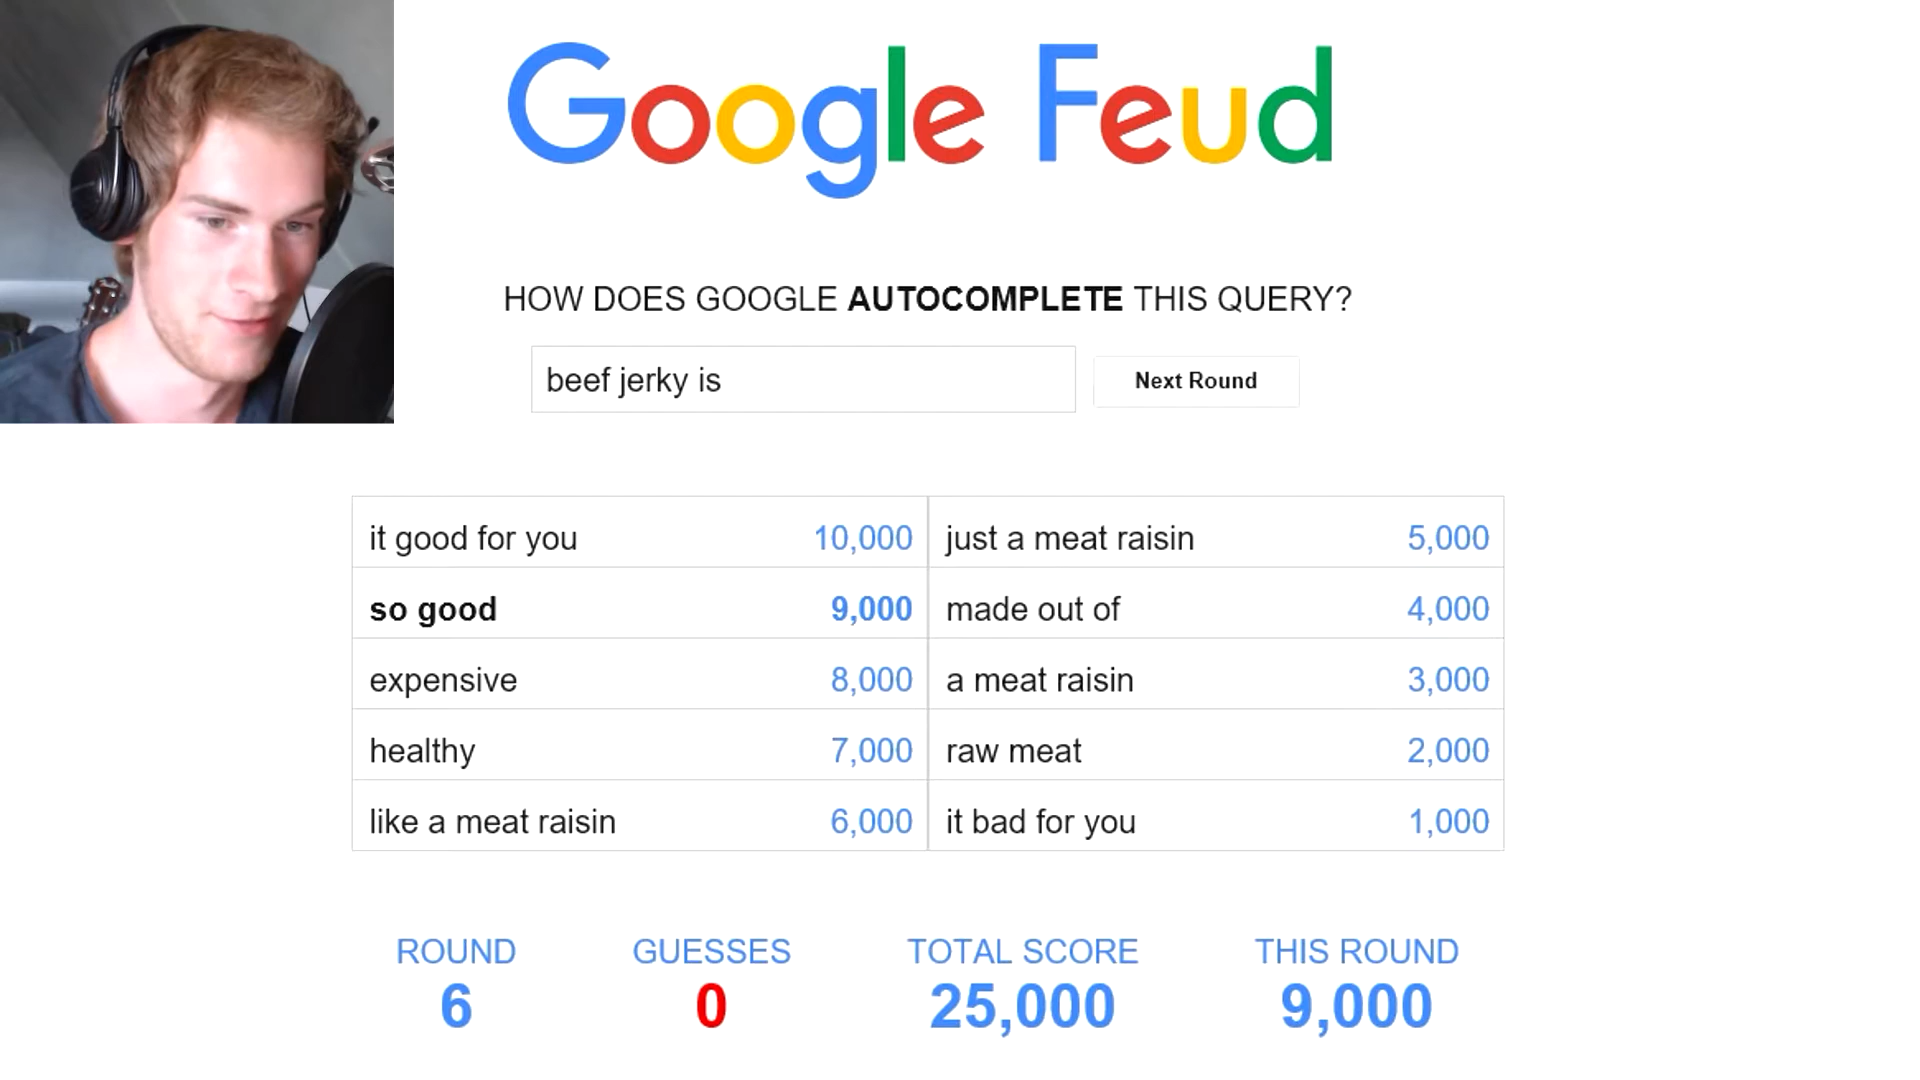 Google Feud
HOW DOES GOOGLE AUTOCOMPLETE THIS QUERY?
beef jerky is
Next Round
it good for you 10,000
so good 9,000
expensive 8,000
healthy 7,000
like a meat raisin 6,000
just a meat raisin 5,000
made out of 4,000
a meat raisin 3,000
raw meat 2,000
it bad for you 1,000
ROUND
6
GUESSES
0
TOTAL SCORE
25,000
THIS ROUND
9,000